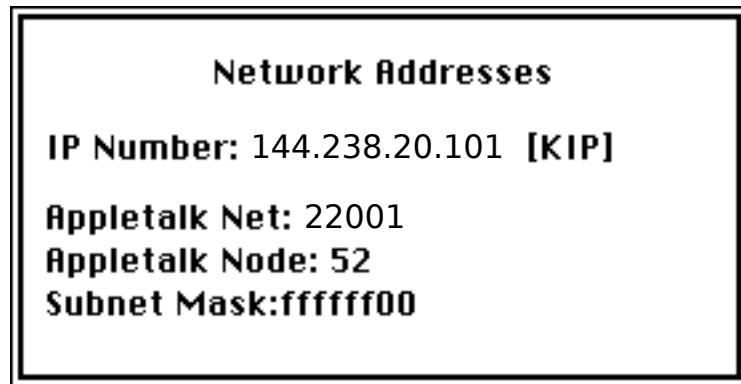 Network Addresses
IP Number: 144.238.20.101 [KIP]
Appletalk Net: 22001
Appletalk Node: 52
Subnet Mask:ffffff00